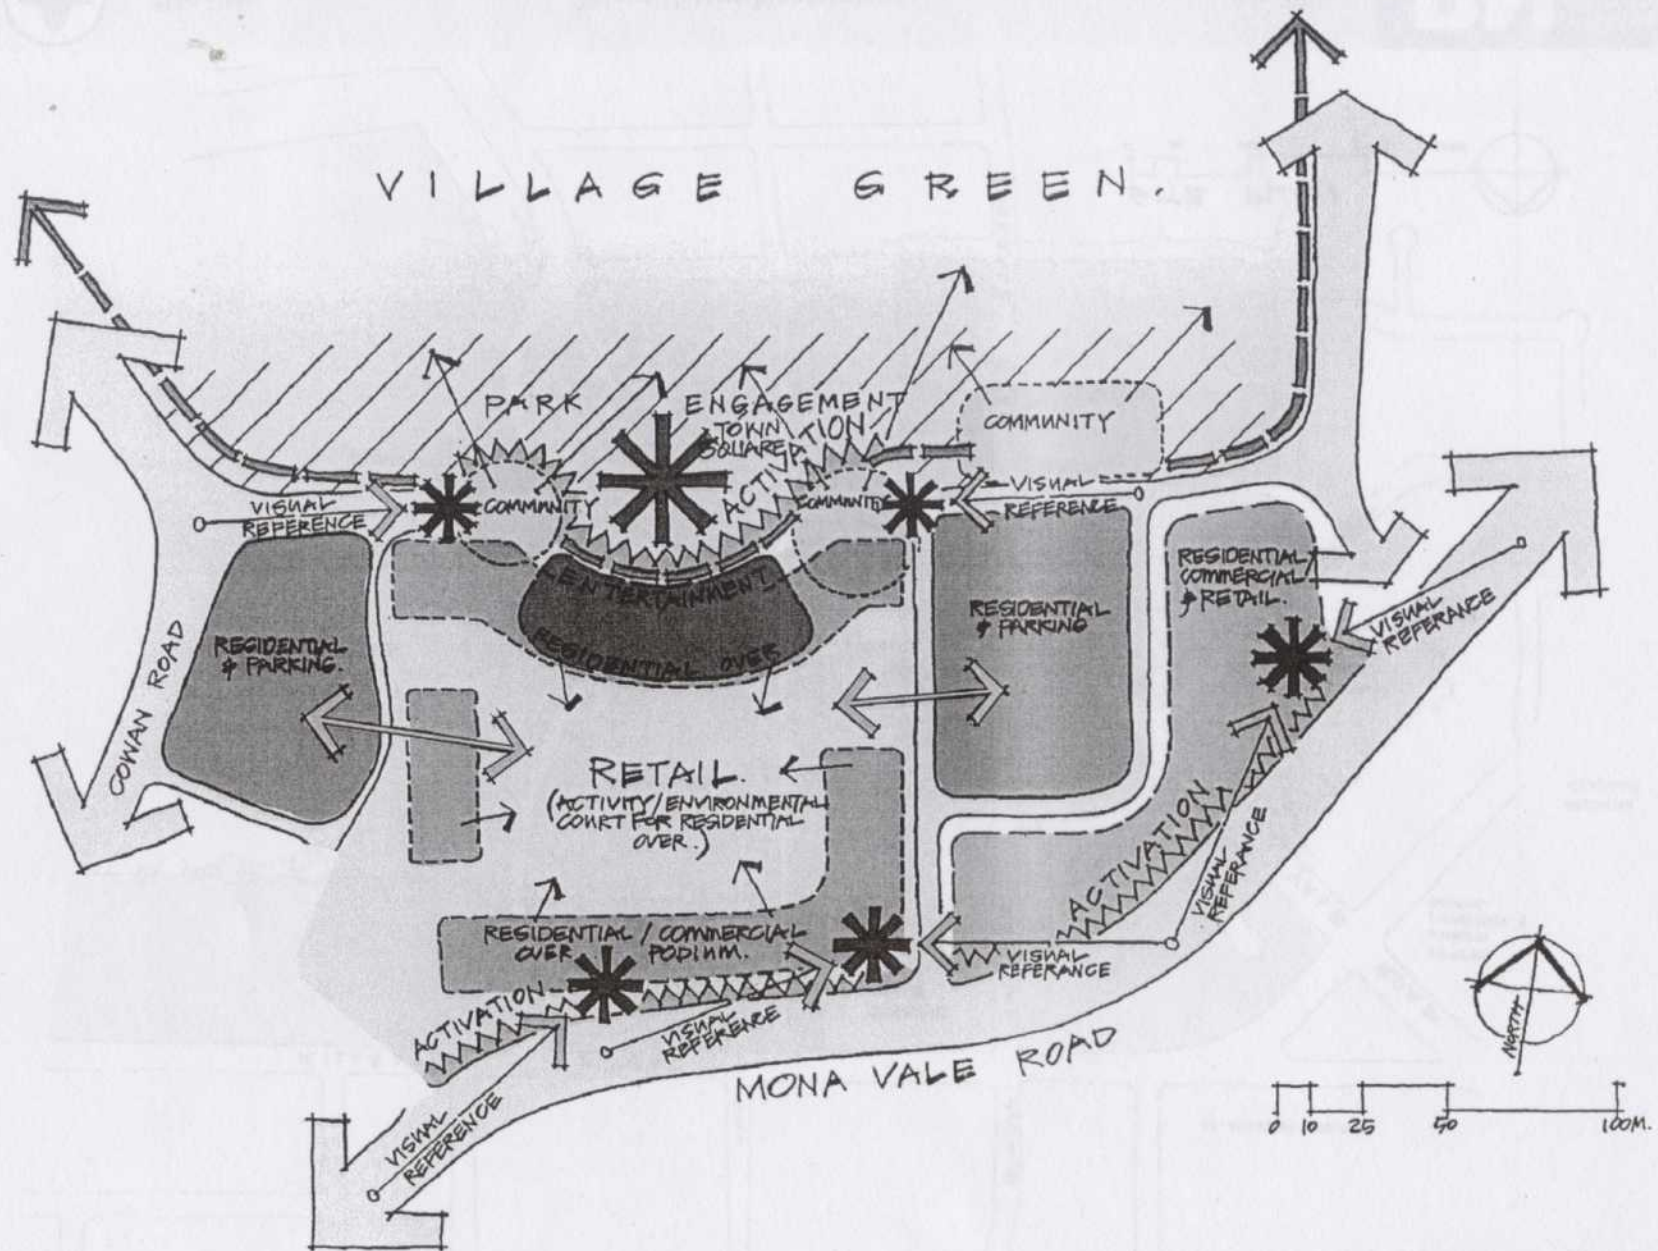 VILLAGE GREEN.
PARK
ENGAGEMENT
TOWN
SQUARE
ACTIVATION
COMMUNITY
VISUAL
REFERENCE
COMMUNITY
COMMUNITY
VISUAL
REFERENCE
ENTERTAINMENT
RESIDENTIAL OVER
RESIDENTIAL
& PARKING.
COWAN ROAD
RESIDENTIAL
& PARKING
RESIDENTIAL
COMMERCIAL
& RETAIL.
VISUAL
REFERANCE
RETAIL.
(ACTIVITY/ENVIRONMENTAL
COURT FOR RESIDENTIAL
OVER.)
ACTIVATION
VISUAL
REFERANCE
RESIDENTIAL / COMMERCIAL
OVER PODIUM.
VISUAL
REFERANCE
ACTIVATION
VISUAL
REFERENCE
MONA VALE ROAD
VISUAL
REFERENCE
NORTH
0 10 25 50 100M.